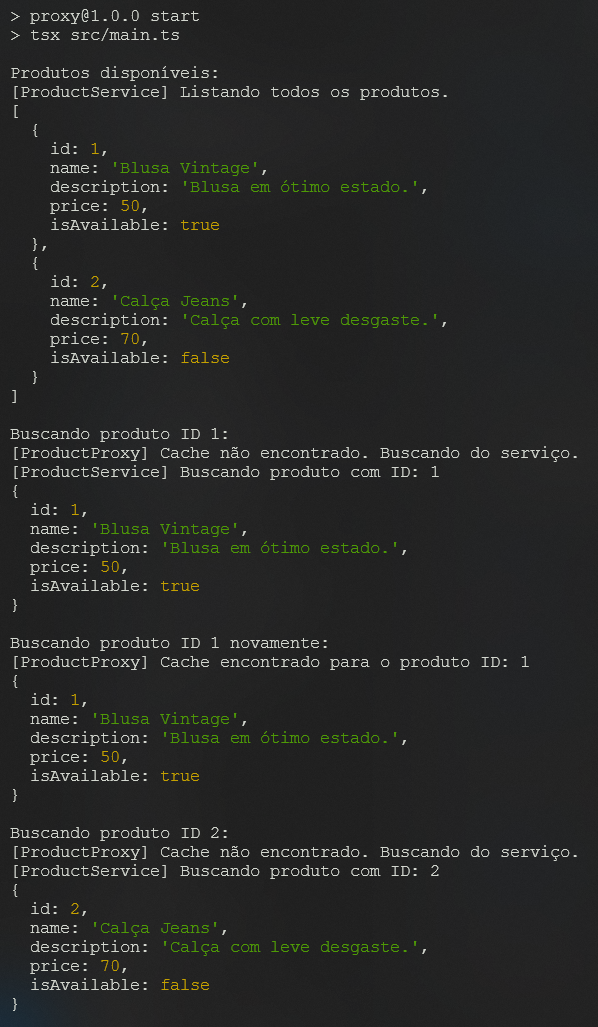 > proxy@1.0.0 start
> tsx src/main.ts

Produtos disponíveis:
[ProductService] Listando todos os produtos.
[
  {
    id: 1,
    name: 'Blusa Vintage',
    description: 'Blusa em ótimo estado.',
    price: 50,
    isAvailable: true
  },
  {
    id: 2,
    name: 'Calça Jeans',
    description: 'Calça com leve desgaste.',
    price: 70,
    isAvailable: false
  }
]

Buscando produto ID 1:
[ProductProxy] Cache não encontrado. Buscando do serviço.
[ProductService] Buscando produto com ID: 1
{
  id: 1,
  name: 'Blusa Vintage',
  description: 'Blusa em ótimo estado.',
  price: 50,
  isAvailable: true
}

Buscando produto ID 1 novamente:
[ProductProxy] Cache encontrado para o produto ID: 1
{
  id: 1,
  name: 'Blusa Vintage',
  description: 'Blusa em ótimo estado.',
  price: 50,
  isAvailable: true
}

Buscando produto ID 2:
[ProductProxy] Cache não encontrado. Buscando do serviço.
[ProductService] Buscando produto com ID: 2
{
  id: 2,
  name: 'Calça Jeans',
  description: 'Calça com leve desgaste.',
  price: 70,
  isAvailable: false
}